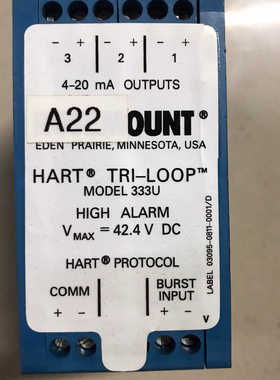 + - + - + -
3 2 1
4-20 mA OUTPUTS
A22 OUNT®
EDEN PRAIRIE, MINNESOTA, USA
HART® TRI-LOOP™
MODEL 333U
HIGH ALARM
VMAX = 42.4 V DC
HART® PROTOCOL
COMM BURST INPUT
+ - + -
LABEL 03095-0811-0001/D
V